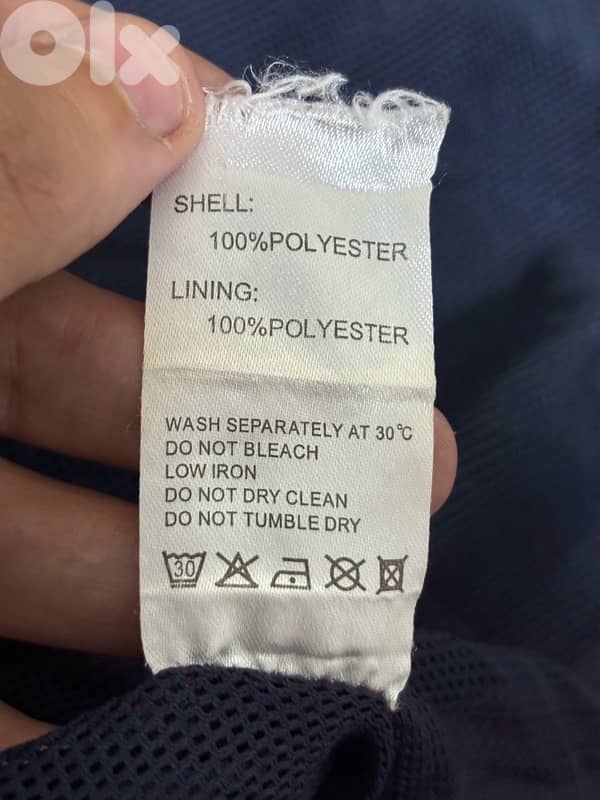 olx
SHELL:
100%POLYESTER
LINING:
100%POLYESTER
WASH SEPARATELY AT 30℃
DO NOT BLEACH
LOW IRON
DO NOT DRY CLEAN
DO NOT TUMBLE DRY
30